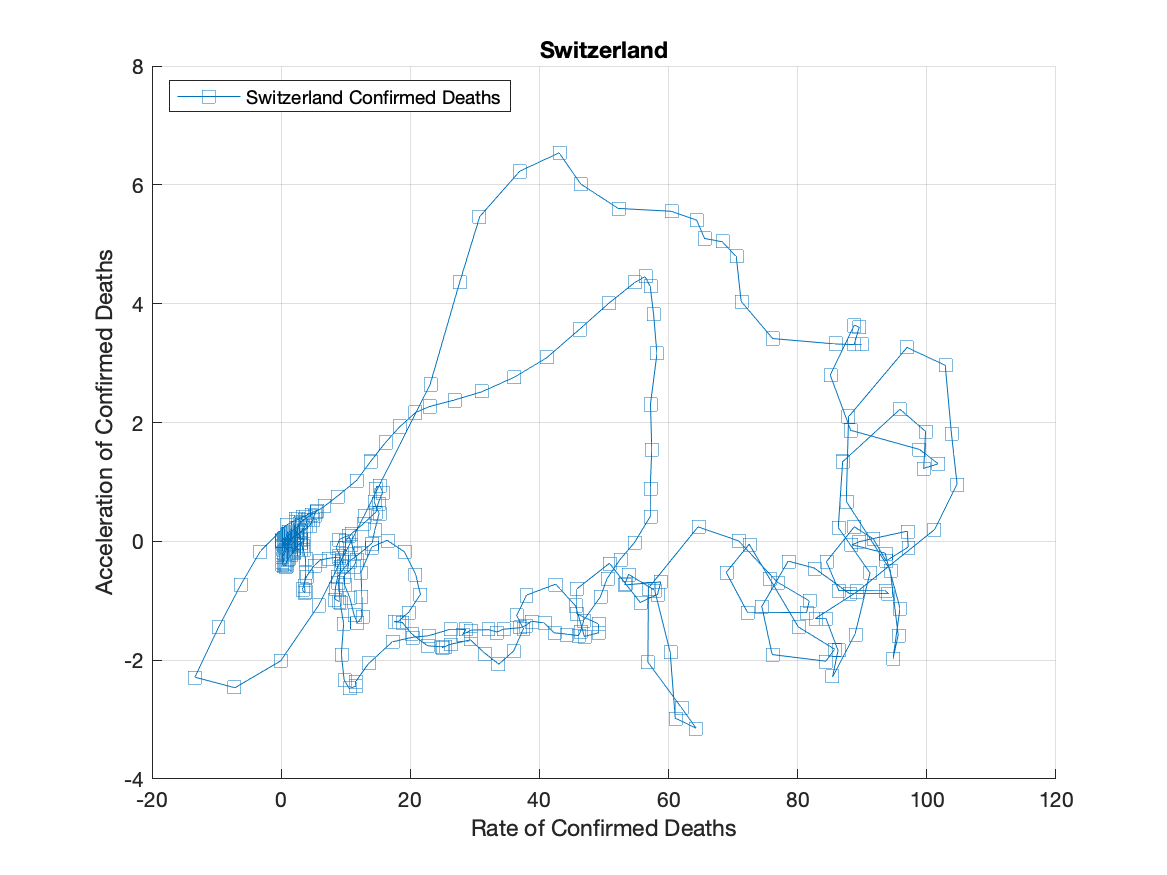 Switzerland
Switzerland Confirmed Deaths
8
6
4
2
0
-2
-4
Acceleration of Confirmed Deaths
-20 0 20 40 60 80 100 120
Rate of Confirmed Deaths